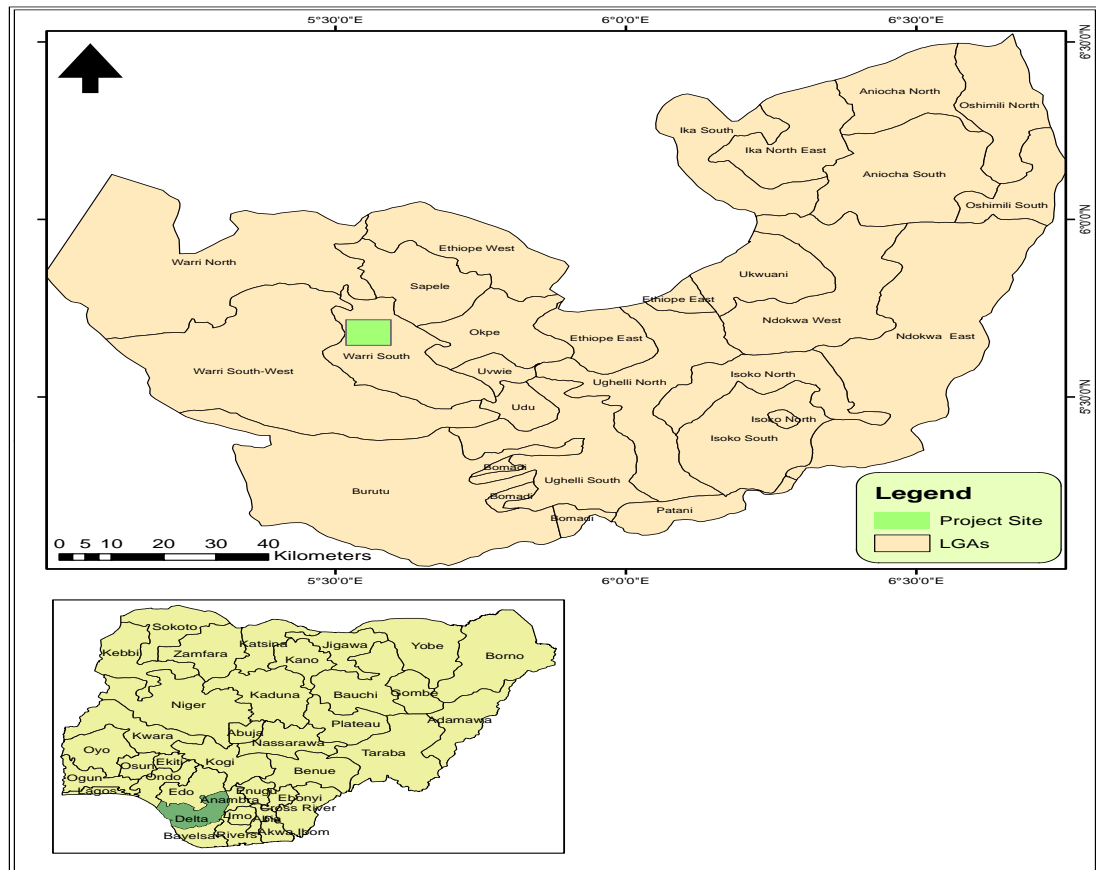 5°30'0"E 6°0'0"E 6°30'0"E
6°30'0"N
6°0'0"N
5°30'0"N
Aniocha North
Oshimili North
Ika South
Ika North East
Aniocha South
Oshimili South
Ethiope West
Warri North
Ukwuani
Sapele
Ethiope East
Ndokwa West
Okpe
Ethiope East
Ndokwa East
Warri South
Warri South-West
Uvwie
Ughelli North
Isoko North
Udu
Isoko North
Isoko South
Bomadi
Ughelli South
Burutu
Bomadi
Patani
Bomadi
Legend
Project Site
LGAs
0 5 10 20 30 40
Kilometers
5°30'0"E 6°0'0"E 6°30'0"E
Sokoto
Kebbi
Zamfara
Katsina
Jigawa
Yobe
Kano
Borno
Niger
Kaduna
Bauchi
Gombe
Adamawa
Plateau
Kwara
Abuja
Nassarawa
Oyo
Taraba
Osun
Ekiti
Kogi
Benue
Ogun
Ondo
Lagos
Edo
Enugu
Anambra
Ebonyi
Cross River
Delta
Imo
Abia
Bayelsa
Rivers
Akwa Ibom